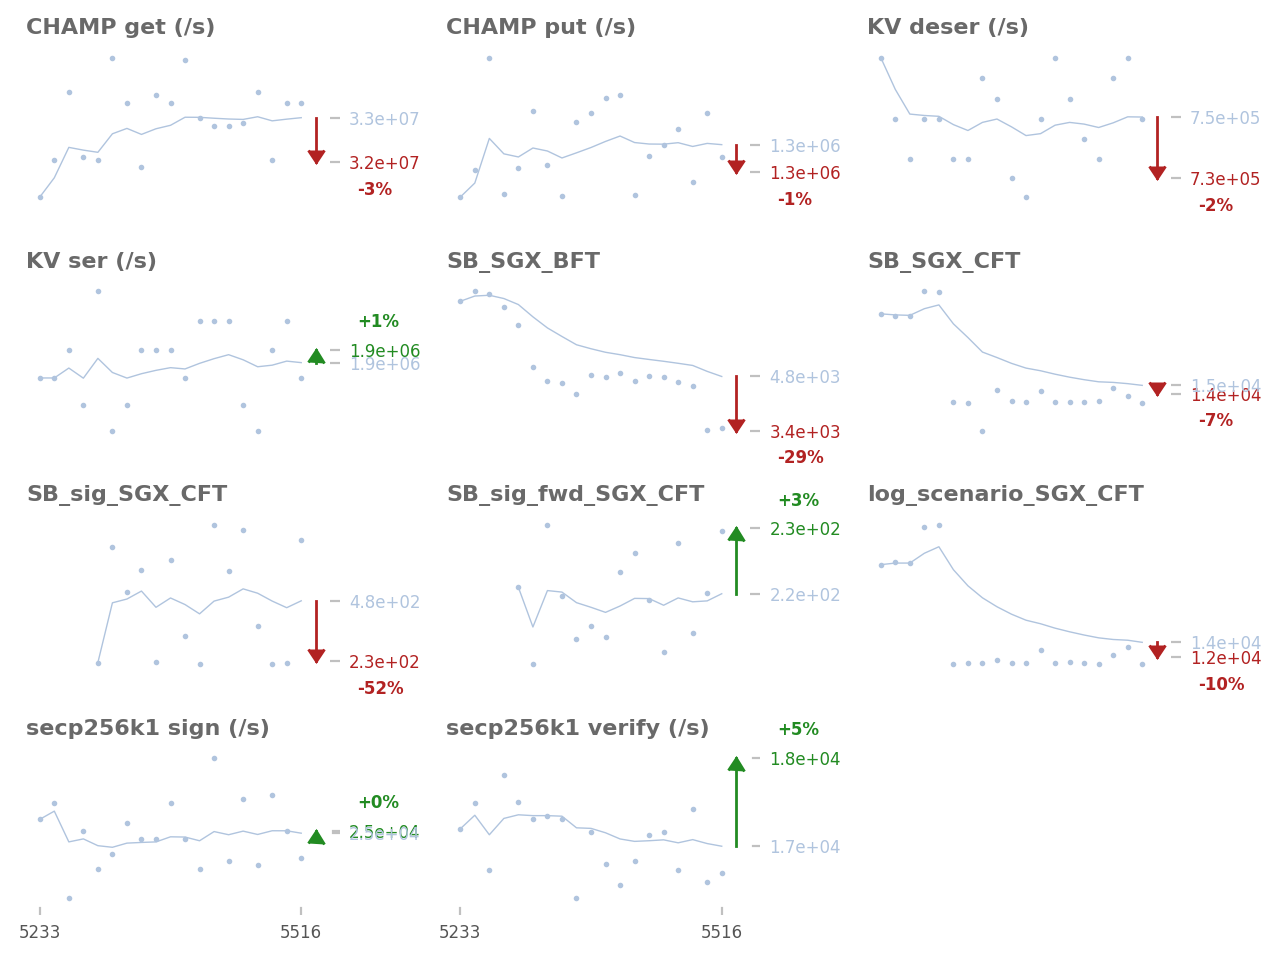 CHAMP get (/s)
3.3e+07
3.2e+07
-3%
CHAMP put (/s)
1.3e+06
1.3e+06
-1%
KV deser (/s)
7.5e+05
7.3e+05
-2%
KV ser (/s)
+1%
1.9e+06
1.9e+06
SB_SGX_BFT
4.8e+03
3.4e+03
-29%
SB_SGX_CFT
1.5e+04
1.4e+04
-7%
SB_sig_SGX_CFT
4.8e+02
2.3e+02
-52%
SB_sig_fwd_SGX_CFT
+3%
2.3e+02
2.2e+02
log_scenario_SGX_CFT
1.4e+04
1.2e+04
-10%
secp256k1 sign (/s)
+0%
2.5e+04
secp256k1 verify (/s)
+5%
1.8e+04
1.7e+04
5233
5516
5233
5516